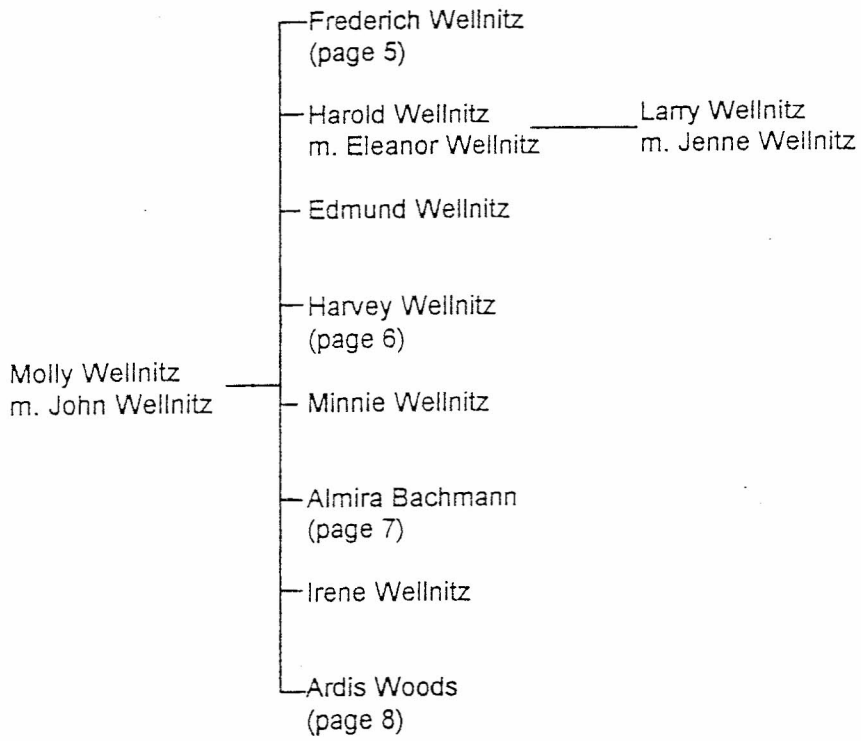 Frederich Wellnitz
(page 5)
Harold Wellnitz
m. Eleanor Wellnitz
Larry Wellnitz
m. Jenne Wellnitz
Edmund Wellnitz
Harvey Wellnitz
(page 6)
Molly Wellnitz
m. John Wellnitz
Minnie Wellnitz
Almira Bachmann
(page 7)
Irene Wellnitz
Ardis Woods
(page 8)